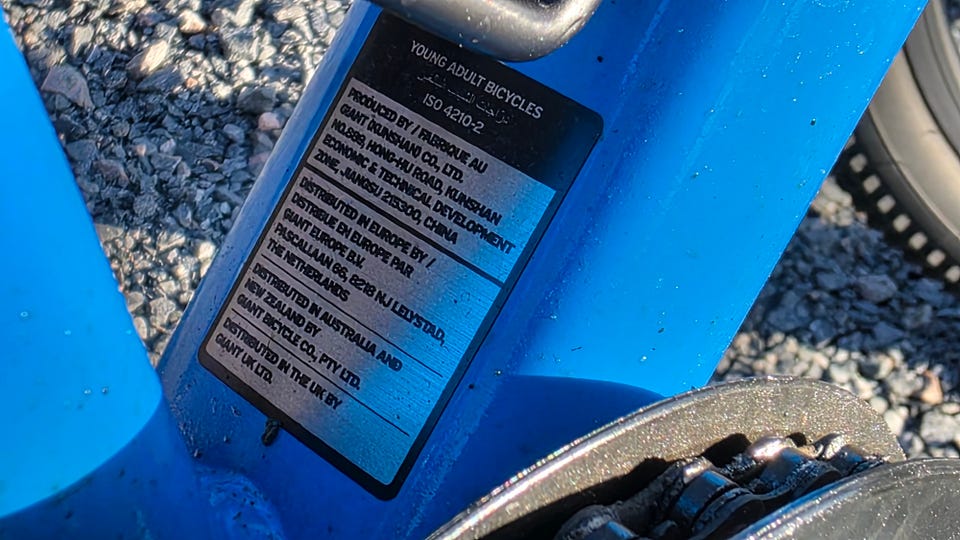 YOUNG ADULT BICYCLES
ISO 4210-2
PRODUCED BY / FABRIQUE AU
GIANT (KUNSHAN) CO., LTD.
NO.899, HONG-HU ROAD, KUNSHAN
ECONOMIC & TECHNICAL DEVELOPMENT
ZONE, JIANGSU 215300, CHINA
DISTRIBUTED IN EUROPE BY /
DISTRIBUE EN EUROPE PAR
GIANT EUROPE B.V.
PASCALLAAN 66, 8218 NJ LELYSTAD,
THE NETHERLANDS
DISTRIBUTED IN AUSTRALIA AND
NEW ZEALAND BY
GIANT BICYCLE CO., PTY LTD.
DISTRIBUTED IN THE UK BY
GIANT UK LTD.